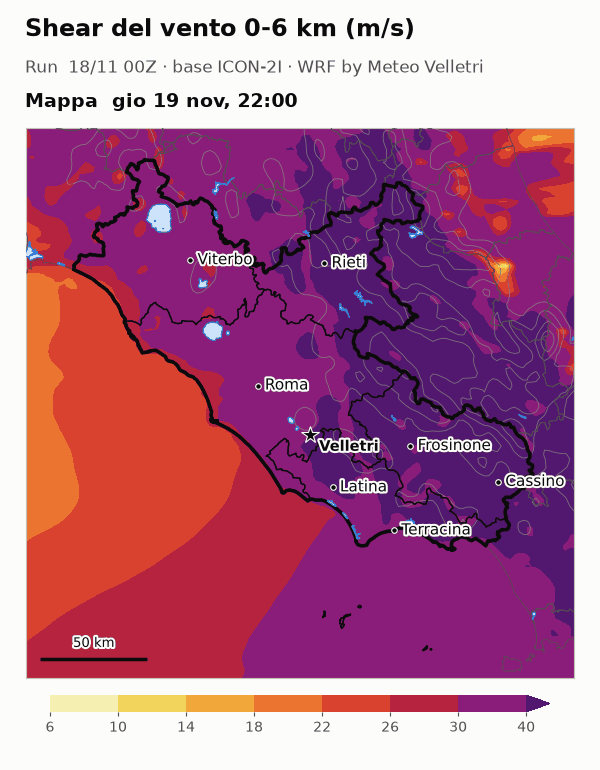 Shear del vento 0-6 km (m/s)
Run  18/11 00Z · base ICON-2I · WRF by Meteo Velletri
Mappa  gio 19 nov, 22:00
Viterbo
Rieti
Roma
Velletri
Frosinone
Cassino
Latina
Terracina
50 km
6 10 14 18 22 26 30 40